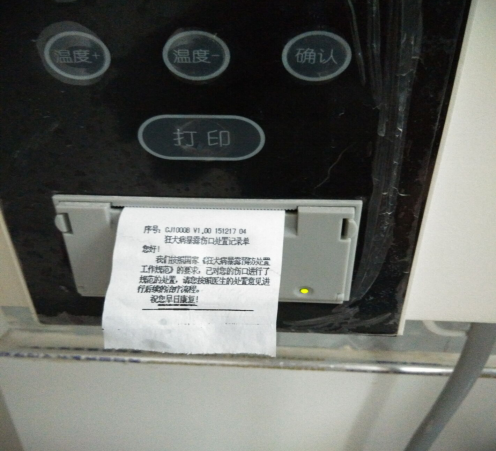 温度+ 温度- 确认
打印
序号: CJ1000B V1.00 151217 04
狂犬病暴露伤口处置记录单
您好!
我们按照国家《狂犬病暴露预防处置
工作规范》的要求, 已对您的伤口进行了
规范的处置, 请您按照医生的处置意见进
行后续的治疗流程。
祝您早日康复!